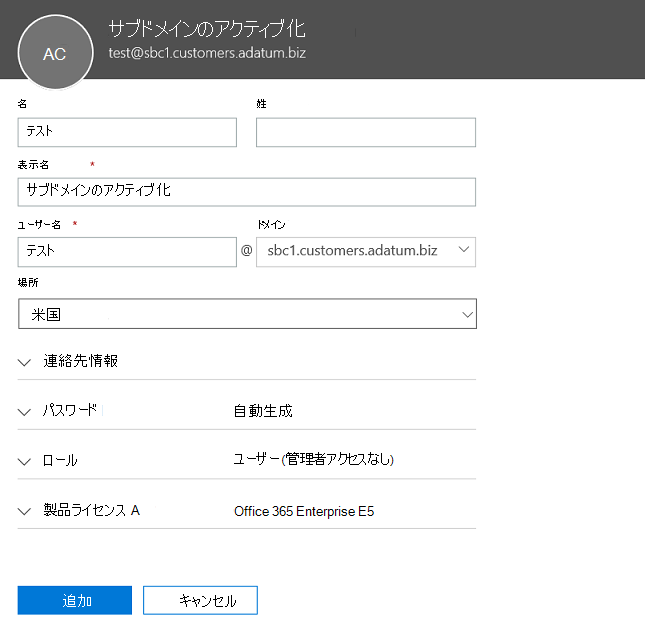 サブドメインのアクティブ化
AC
test@sbc1.customers.adatum.biz
名
姓
テスト
表示名 *
サブドメインのアクティブ化
ユーザー名 *
ドメイン
テスト @ sbc1.customers.adatum.biz
場所
米国
連絡先情報
パスワード 自動生成
ロール ユーザー(管理者アクセスなし)
製品ライセンス A Office 365 Enterprise E5
追加 キャンセル